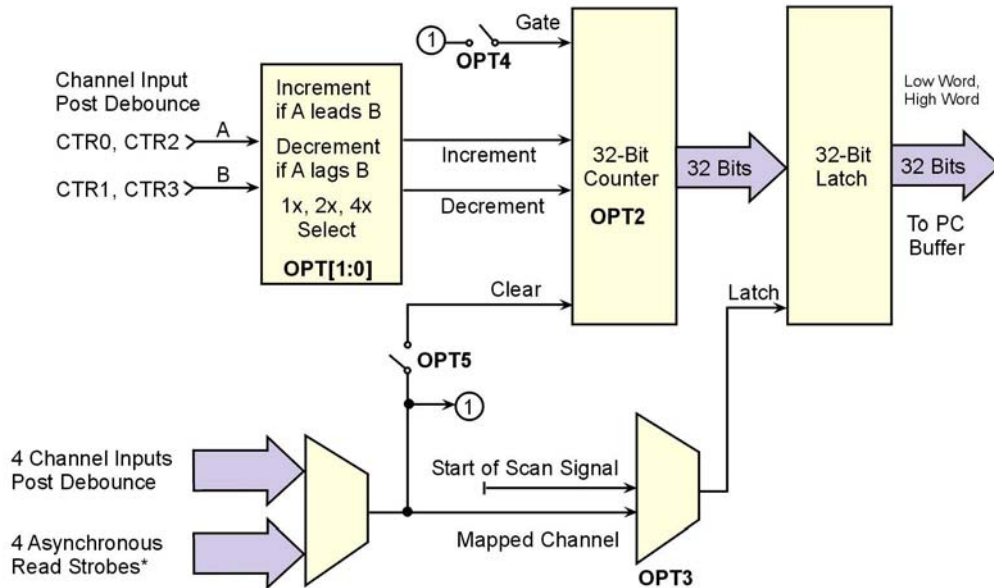 1
Gate
OPT4
Channel Input
Post Debounce
CTR0, CTR2
A
CTR1, CTR3
B
Increment
if A leads B
Decrement
if A lags B
1x, 2x, 4x
Select
OPT[1:0]
Increment
Decrement
32-Bit
Counter
OPT2
32 Bits
32-Bit
Latch
Low Word,
High Word
32 Bits
To PC
Buffer
Clear
Latch
OPT5
1
4 Channel Inputs
Post Debounce
4 Asynchronous
Read Strobes*
Start of Scan Signal
Mapped Channel
OPT3